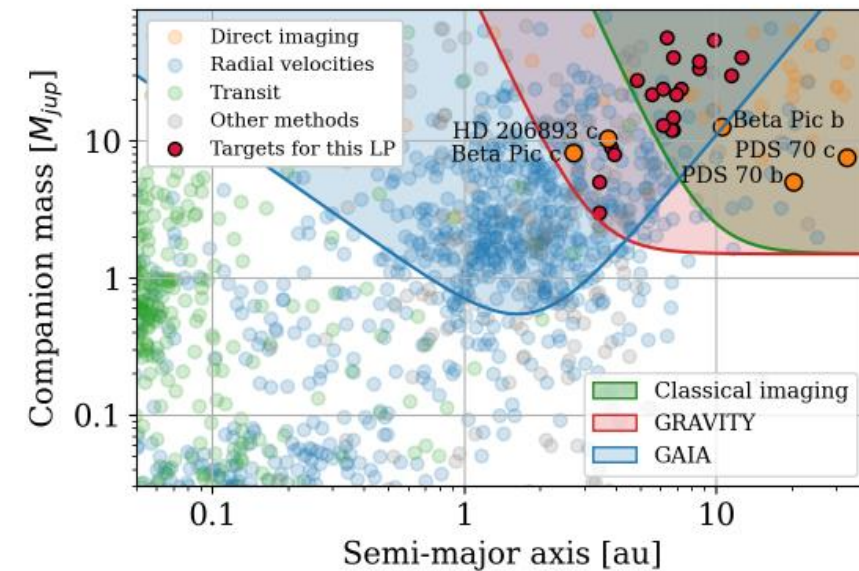 Direct imaging
Radial velocities
Transit
Other methods
Targets for this LP
HD 206893 c
Beta Pic c
Beta Pic b
PDS 70 c
PDS 70 b
Classical imaging
GRAVITY
GAIA
Companion mass [M_jup]
10
1
0.1
0.1
1
10
Semi-major axis [au]